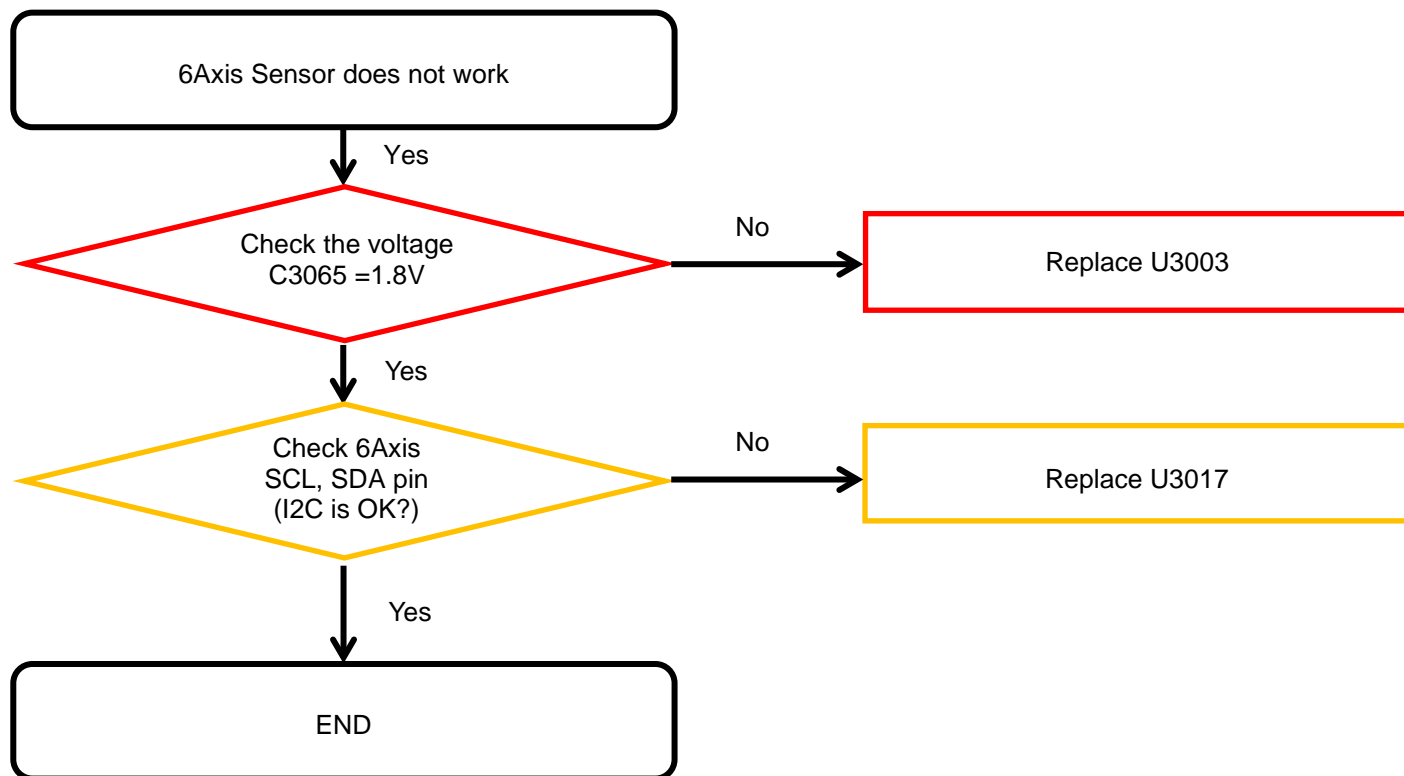 6Axis Sensor does not work
Yes
Check the voltage
C3065 =1.8V
No
Replace U3003
Yes
Check 6Axis
SCL, SDA pin
(I2C is OK?)
No
Replace U3017
Yes
END